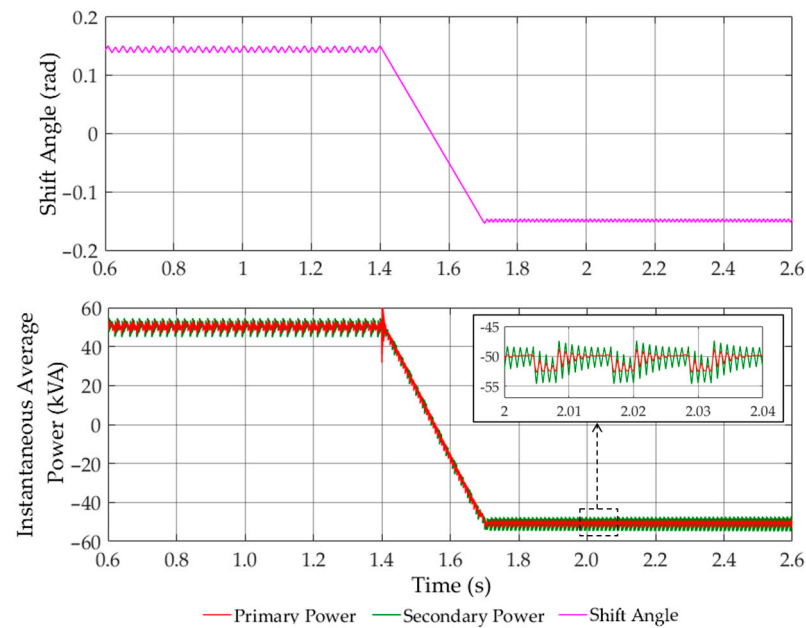 0.2
0.1
0
−0.1
−0.2
Shift Angle (rad)
0.6 0.8 1 1.2 1.4 1.6 1.8 2 2.2 2.4 2.6
60
40
20
0
−20
−40
−60
Instantaneous Average
Power (kVA)
-45
-50
-55
2 2.01 2.02 2.03 2.04
0.6 0.8 1.0 1.2 1.4 1.6 1.8 2.0 2.2 2.4 2.6
Time (s)
Primary Power Secondary Power Shift Angle